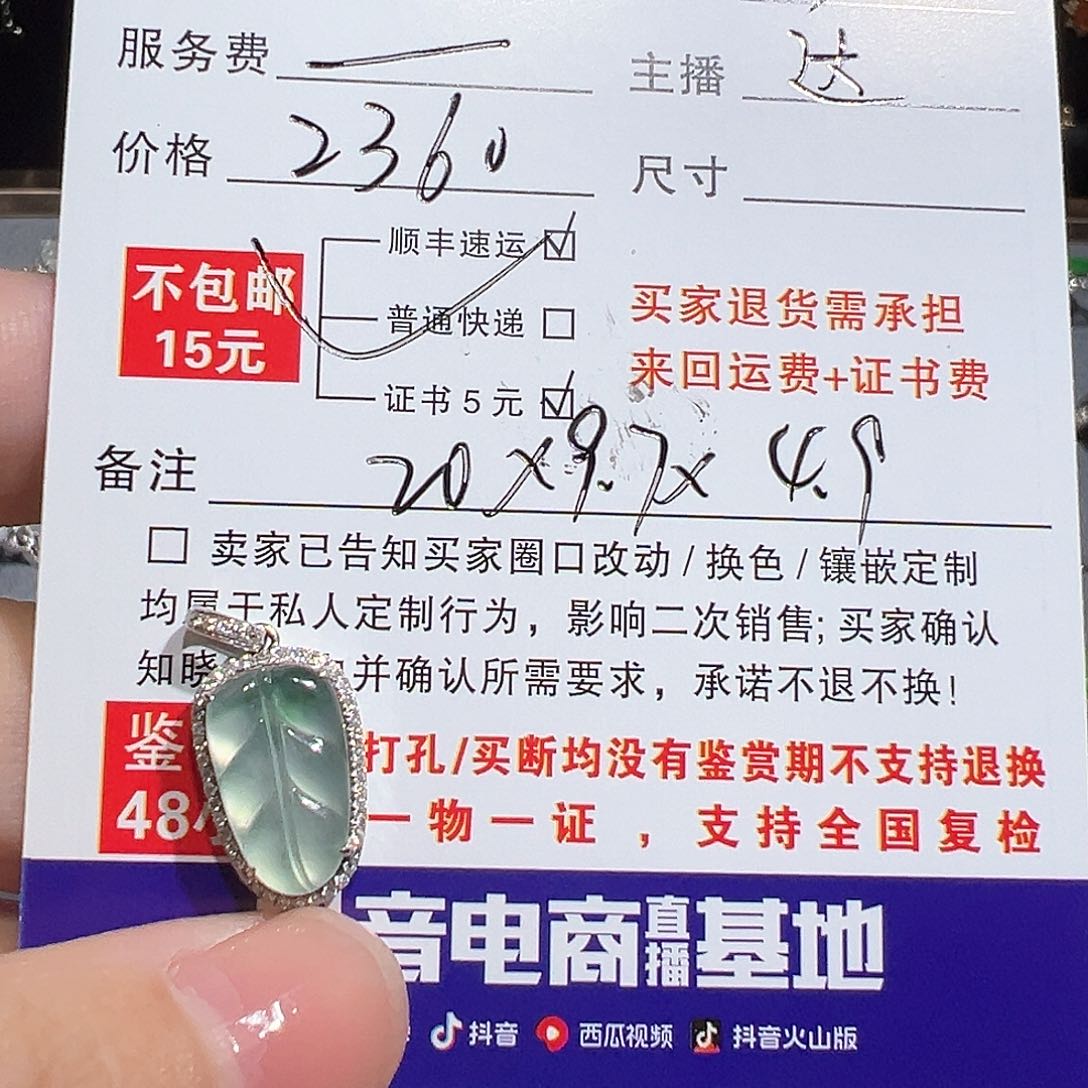 服务费 —
主播 达
价格 2360
尺寸
不包邮
15元
顺丰速运 ☑
普通快递 □
证书5元 ☑
买家退货需承担
来回运费+证书费
备注 20×9.7×4.9
□ 卖家已告知买家圈口改动/换色/镶嵌定制
均属于私人定制行为，影响二次销售;买家确认
知晓 并确认所需要求，承诺不退不换!
鉴 打孔/买断均没有鉴赏期不支持退换
48 一物一证，支持全国复检
音电商直播基地
抖音 西瓜视频 抖音火山版